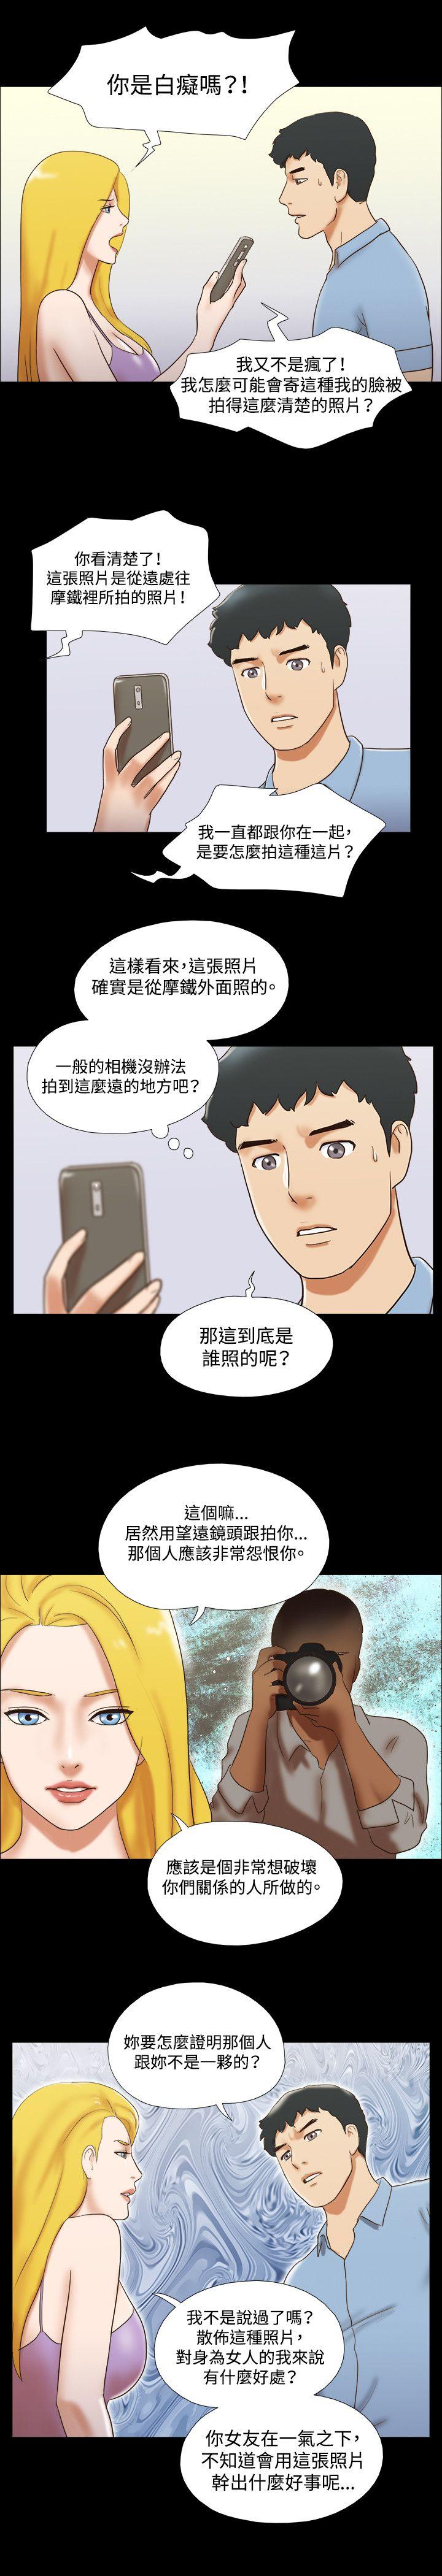 你是白癡嗎?!
我又不是瘋了!
我怎麼可能會寄這種我的臉被
拍得這麼清楚的照片?
你看清楚了!
這張照片是從遠處往
摩鐵裡所拍的照片!
我一直都跟你在一起,
是要怎麼拍這種這片?
這樣看來,這張照片
確實是從摩鐵外面照的。
一般的相機沒辦法
拍到這麼遠的地方吧?
那這到底是
誰照的呢?
這個嘛...
居然用望遠鏡頭跟拍你...
那個人應該非常怨恨你。
應該是個非常想破壞
你們關係的人所做的。
妳要怎麼證明那個人
跟妳不是一夥的?
我不是說過了嗎?
散佈這種照片,
對身為女人的我來說
有什麼好處?
你女友在一氣之下,
不知道會用這張照片
幹出什麼好事呢...